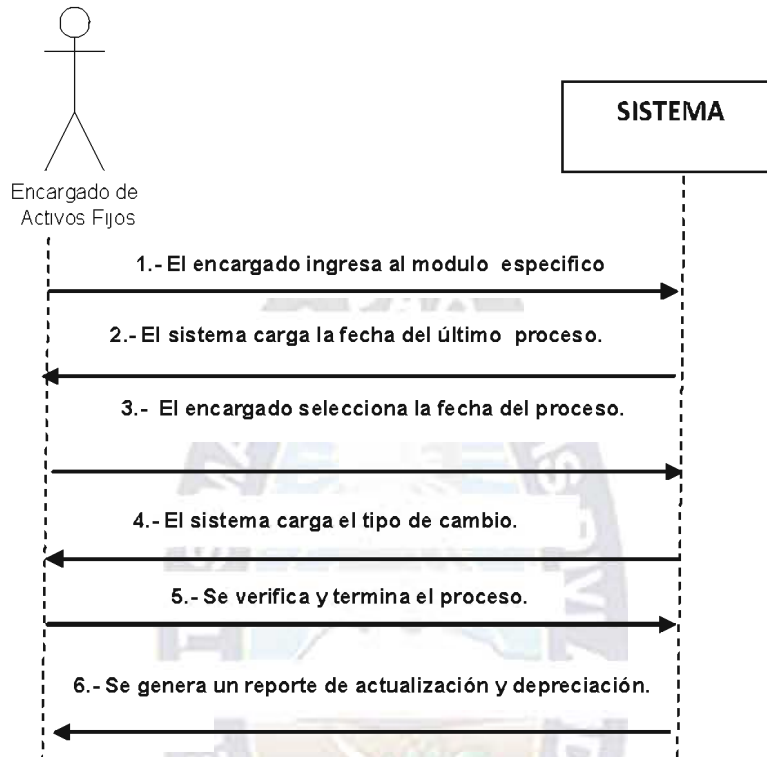 SISTEMA
Encargado de
Activos Fijos
1.- El encargado ingresa al modulo especifico
2.- El sistema carga la fecha del último proceso.
3.- El encargado selecciona la fecha del proceso.
4.- El sistema carga el tipo de cambio.
5.- Se verifica y termina el proceso.
6.- Se genera un reporte de actualización y depreciación.